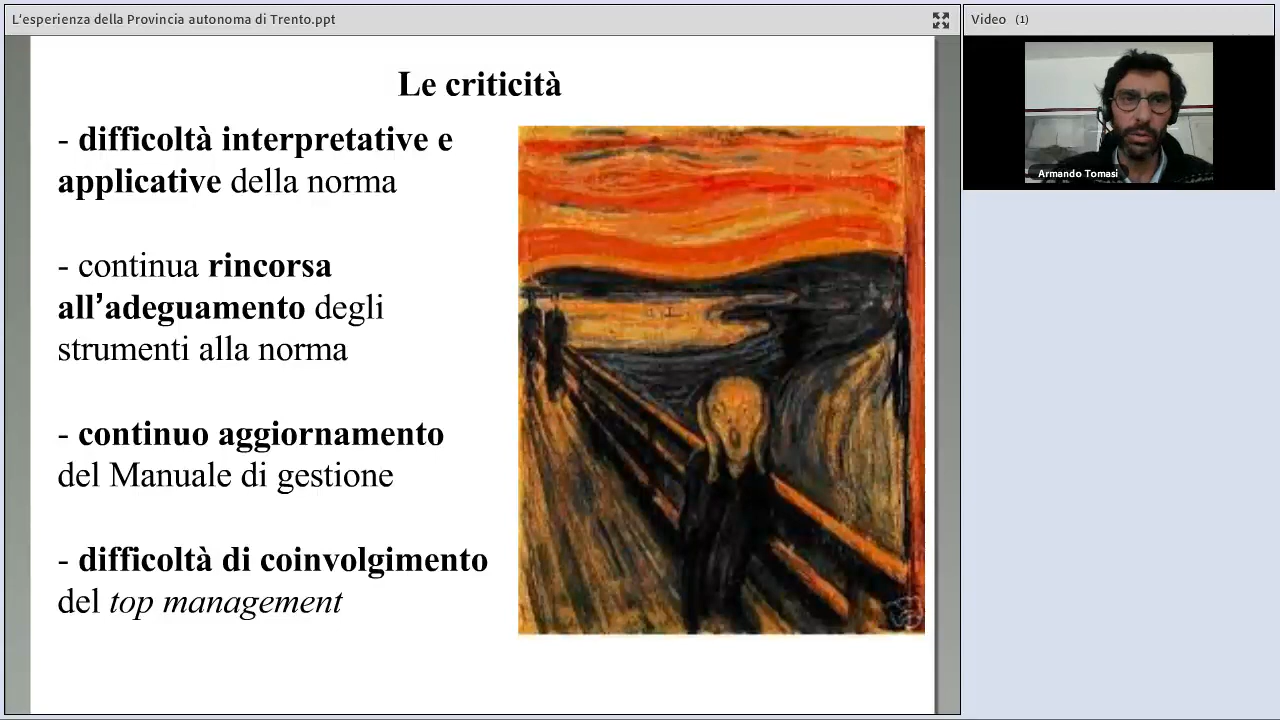 L'esperienza della Provincia autonoma di Trento.ppt
Video (1)
Armando Tomasi
Le criticità
- difficoltà interpretative e
applicative della norma
- continua rincorsa
all’adeguamento degli
strumenti alla norma
- continuo aggiornamento
del Manuale di gestione
- difficoltà di coinvolgimento
del top management